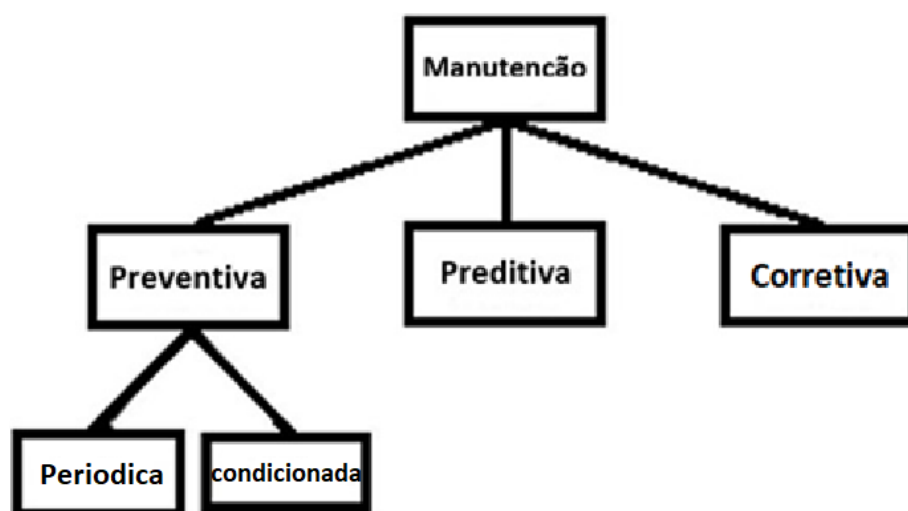 Manutencão
Preventiva
Preditiva
Corretiva
Periodica
condicionada